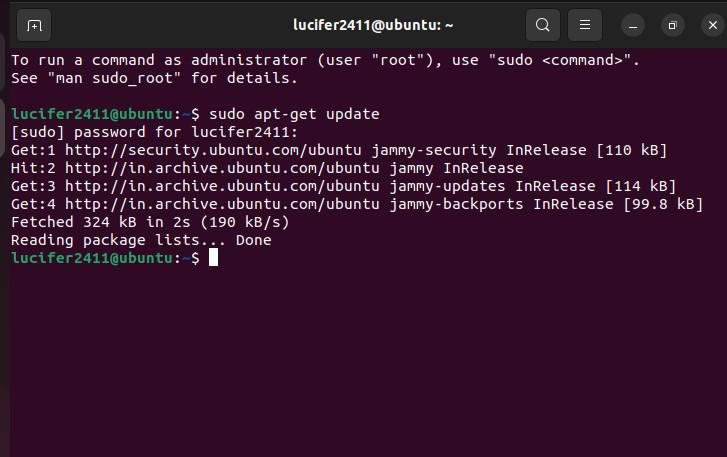 lucifer2411@ubuntu: ~
To run a command as administrator (user "root"), use "sudo <command>".
See "man sudo_root" for details.
lucifer2411@ubuntu:~$ sudo apt-get update
[sudo] password for lucifer2411:
Get:1 http://security.ubuntu.com/ubuntu jammy-security InRelease [110 kB]
Hit:2 http://in.archive.ubuntu.com/ubuntu jammy InRelease
Get:3 http://in.archive.ubuntu.com/ubuntu jammy-updates InRelease [114 kB]
Get:4 http://in.archive.ubuntu.com/ubuntu jammy-backports InRelease [99.8 kB]
Fetched 324 kB in 2s (190 kB/s)
Reading package lists... Done
lucifer2411@ubuntu:~$